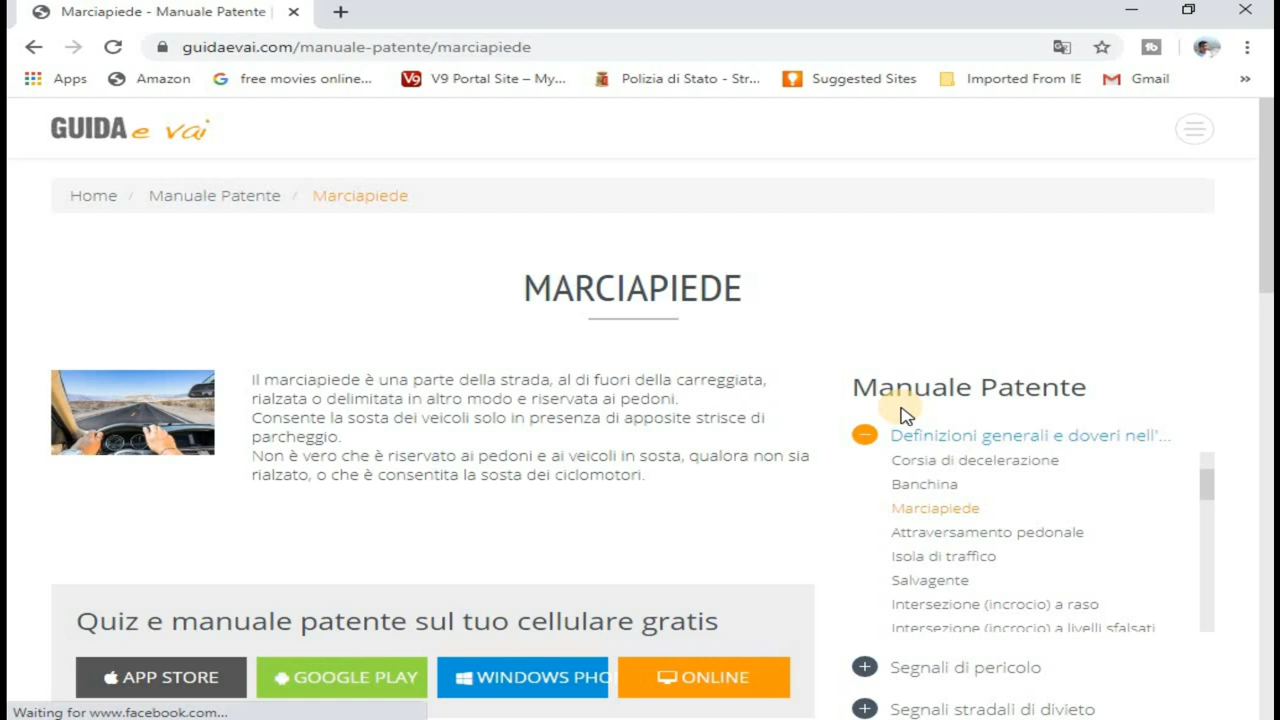 Marciapiede - Manuale Patente
guidaevai.com/manuale-patente/marciapiede
Apps Amazon free movies online... V9 V9 Portal Site – My... Polizia di Stato - Str... Suggested Sites Imported From IE Gmail »
GUIDA e vai
Home / Manuale Patente / Marciapiede
MARCIAPIEDE
Il marciapiede è una parte della strada, al di fuori della carreggiata,
rialzata o delimitata in altro modo e riservata ai pedoni.
Consente la sosta dei veicoli solo in presenza di apposite strisce di
parcheggio.
Non è vero che è riservato ai pedoni e ai veicoli in sosta, qualora non sia
rialzato, o che è consentita la sosta dei ciclomotori.
Manuale Patente
Definizioni generali e doveri nell'...
Corsia di decelerazione
Banchina
Marciapiede
Attraversamento pedonale
Isola di traffico
Salvagente
Intersezione (incrocio) a raso
Intersezione (incrocio) a livelli sfalsati
Segnali di pericolo
Segnali stradali di divieto
Quiz e manuale patente sul tuo cellulare gratis
APP STORE GOOGLE PLAY WINDOWS PHO ONLINE
Waiting for www.facebook.com...